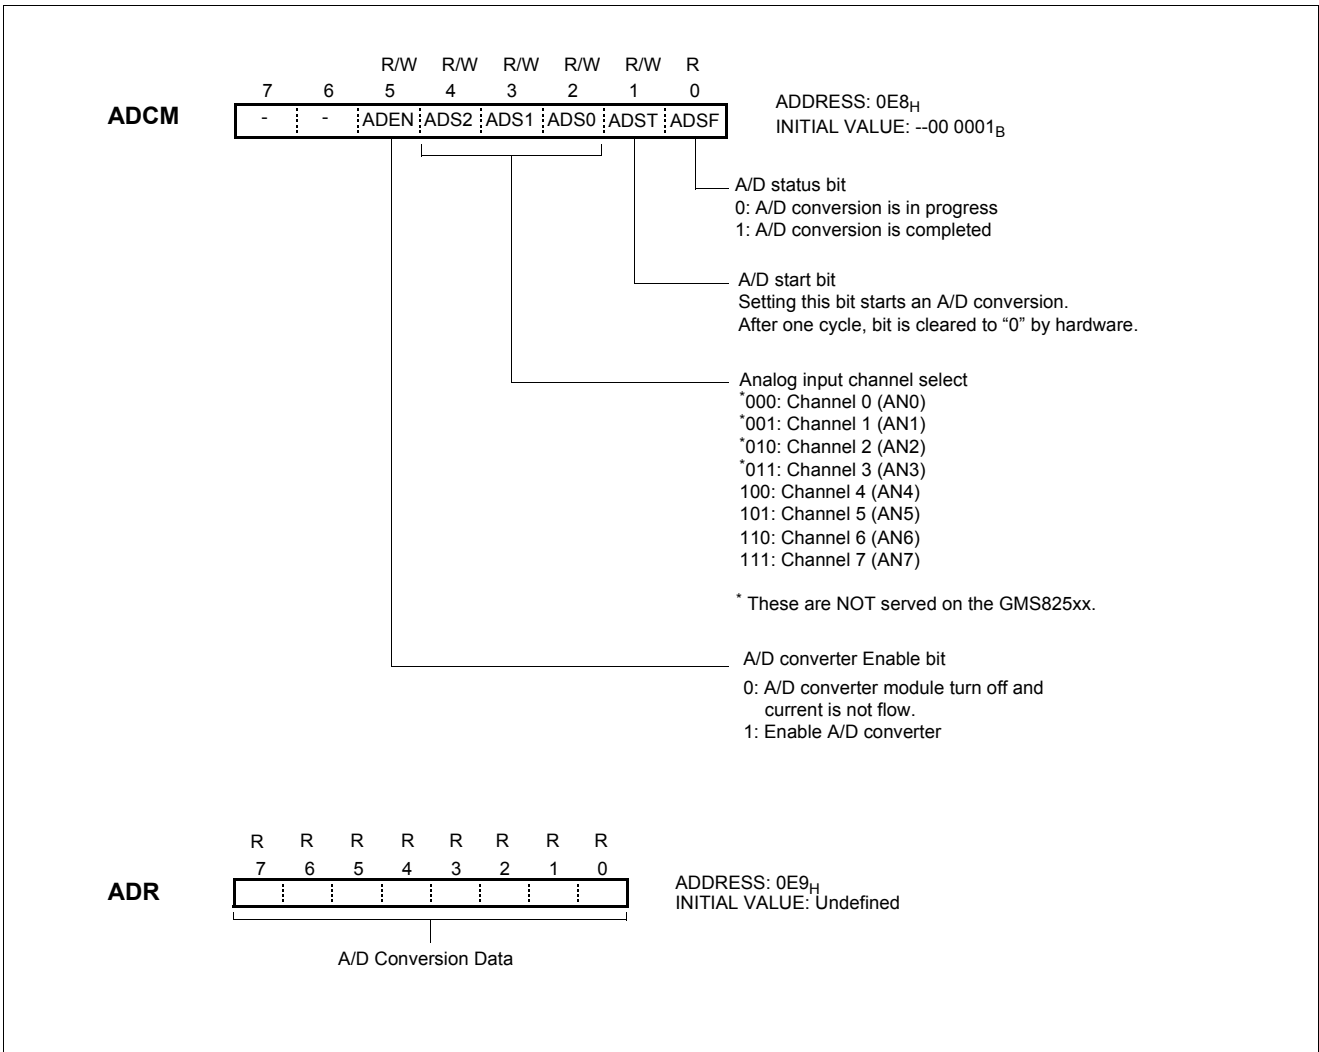 R/W R/W R/W R/W R/W R
7 6 5 4 3 2 1 0
ADCM
- - ADEN ADS2 ADS1 ADS0 ADST ADSF
ADDRESS: 0E8H
INITIAL VALUE: --00 0001B
A/D status bit
0: A/D conversion is in progress
1: A/D conversion is completed
A/D start bit
Setting this bit starts an A/D conversion.
After one cycle, bit is cleared to “0” by hardware.
Analog input channel select
*000: Channel 0 (AN0)
*001: Channel 1 (AN1)
*010: Channel 2 (AN2)
*011: Channel 3 (AN3)
100: Channel 4 (AN4)
101: Channel 5 (AN5)
110: Channel 6 (AN6)
111: Channel 7 (AN7)
* These are NOT served on the GMS825xx.
A/D converter Enable bit
0: A/D converter module turn off and
current is not flow.
1: Enable A/D converter
R R R R R R R R
7 6 5 4 3 2 1 0
ADR
ADDRESS: 0E9H
INITIAL VALUE: Undefined
A/D Conversion Data